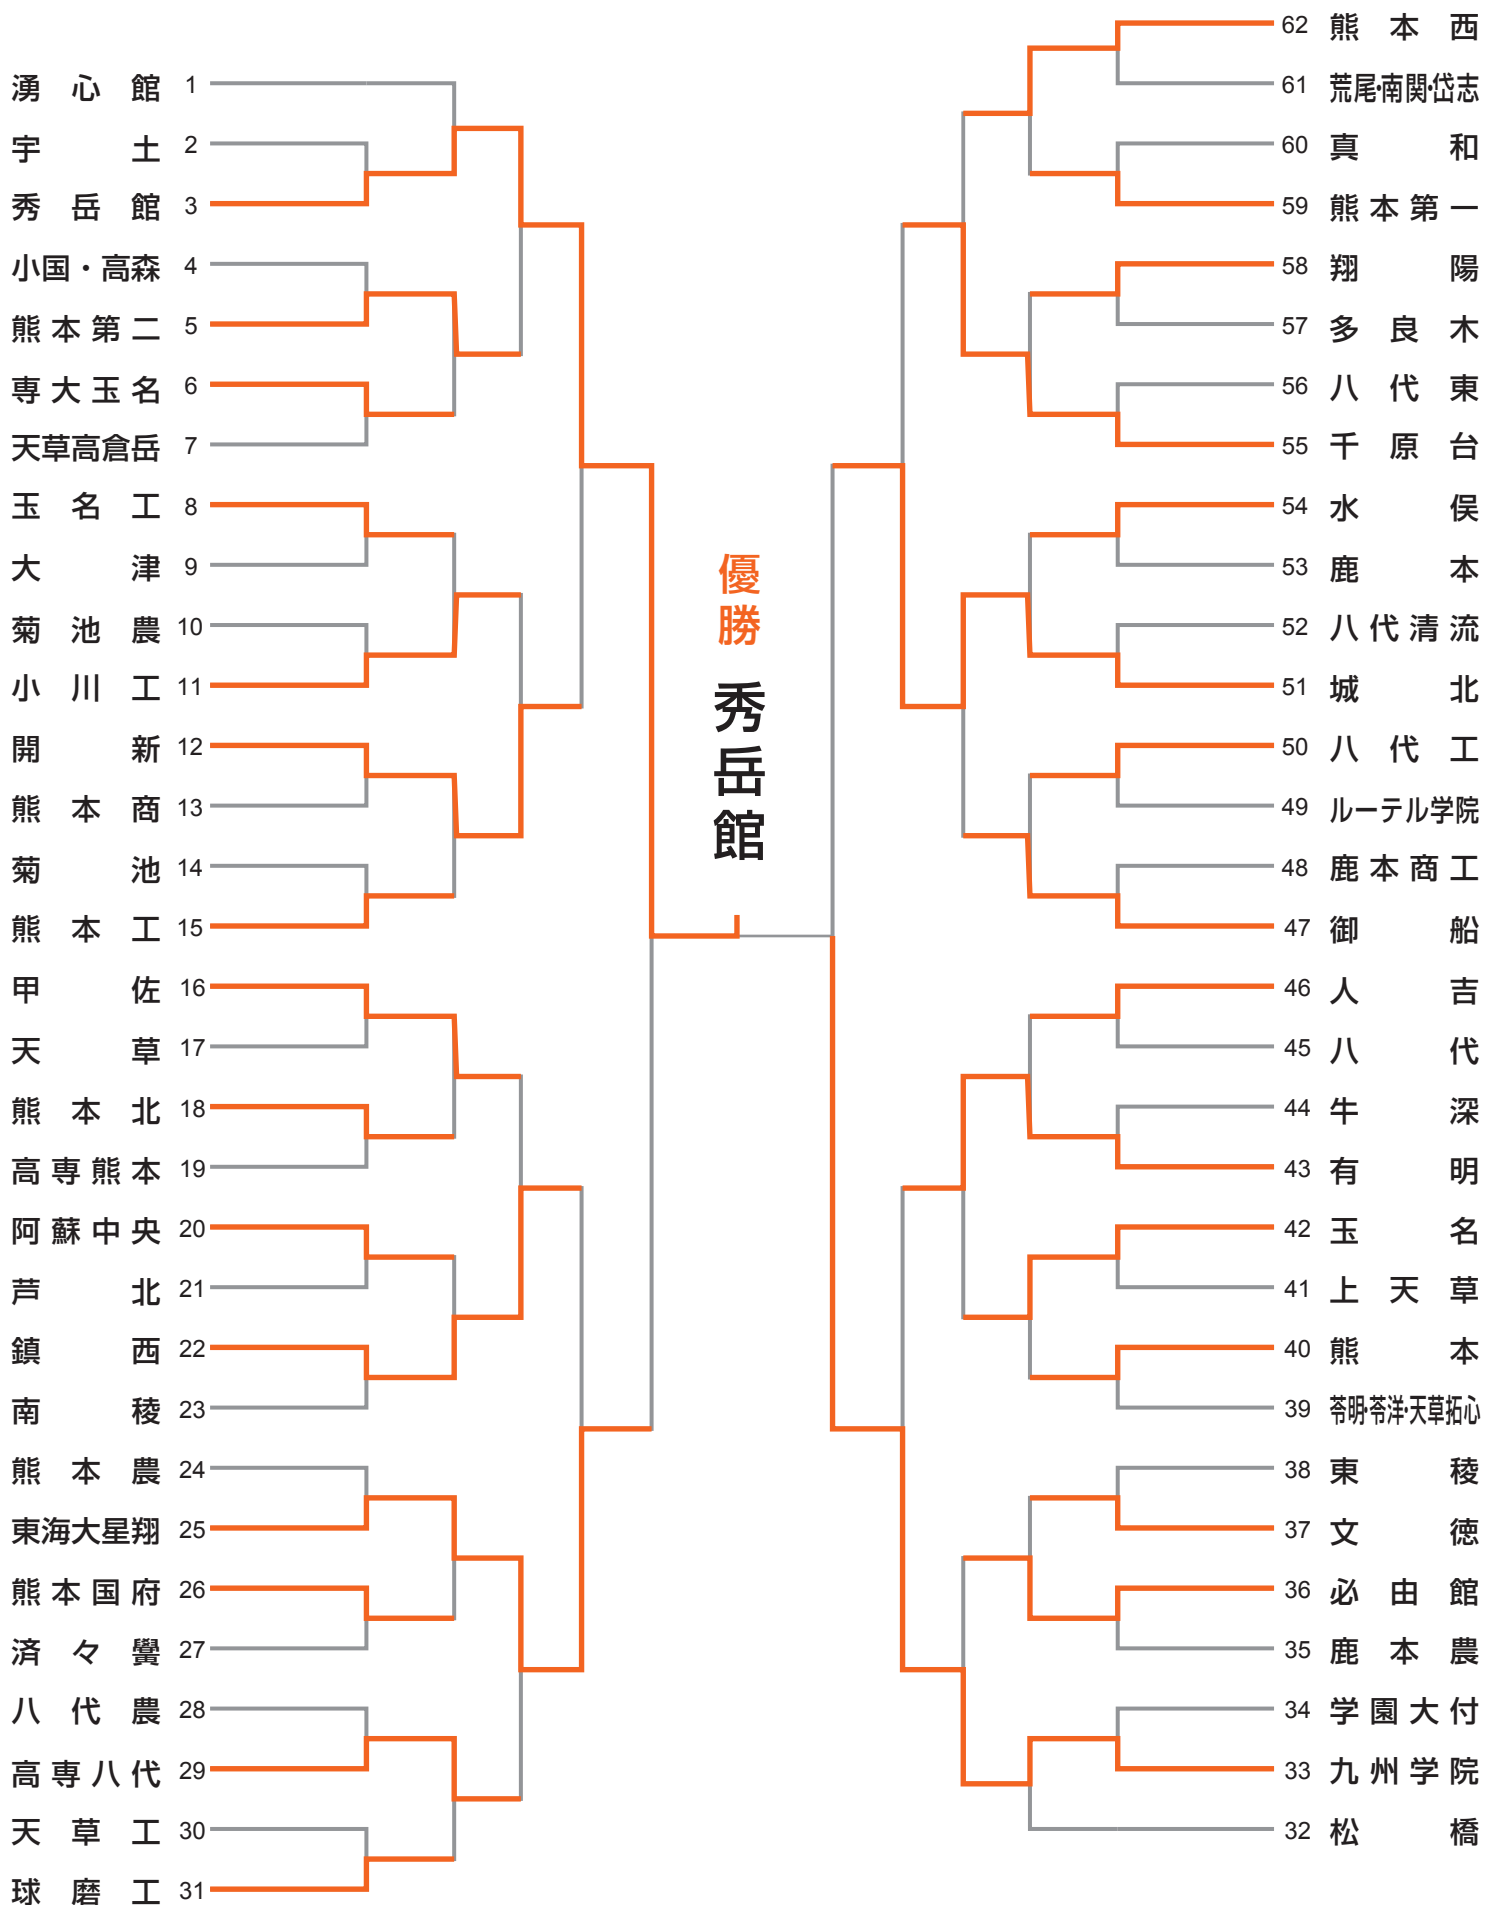 湧心館 1
宇土 2
秀岳館 3
小国・高森 4
熊本第二 5
専大玉名 6
天草高倉岳 7
玉名工 8
大津 9
菊池農 10
小川工 11
開新 12
熊本商 13
菊池 14
熊本工 15
甲佐 16
天草 17
熊本北 18
高専熊本 19
阿蘇中央 20
芦北 21
鎮西 22
南稜 23
熊本農 24
東海大星翔 25
熊本国府 26
済々黌 27
八代農 28
高専八代 29
天草工 30
球磨工 31
優勝
秀岳館
62 熊本西
61 荒尾・南関・岱志
60 真和
59 熊本第一
58 翔陽
57 多良木
56 八代東
55 千原台
54 水俣
53 鹿本
52 八代清流
51 城北
50 八代工
49 ルーテル学院
48 鹿本商工
47 御船
46 人吉
45 八代
44 牛深
43 有明
42 玉名
41 上天草
40 熊本
39 苓明・苓洋・天草拓心
38 東稜
37 文徳
36 必由館
35 鹿本農
34 学園大付
33 九州学院
32 松橋